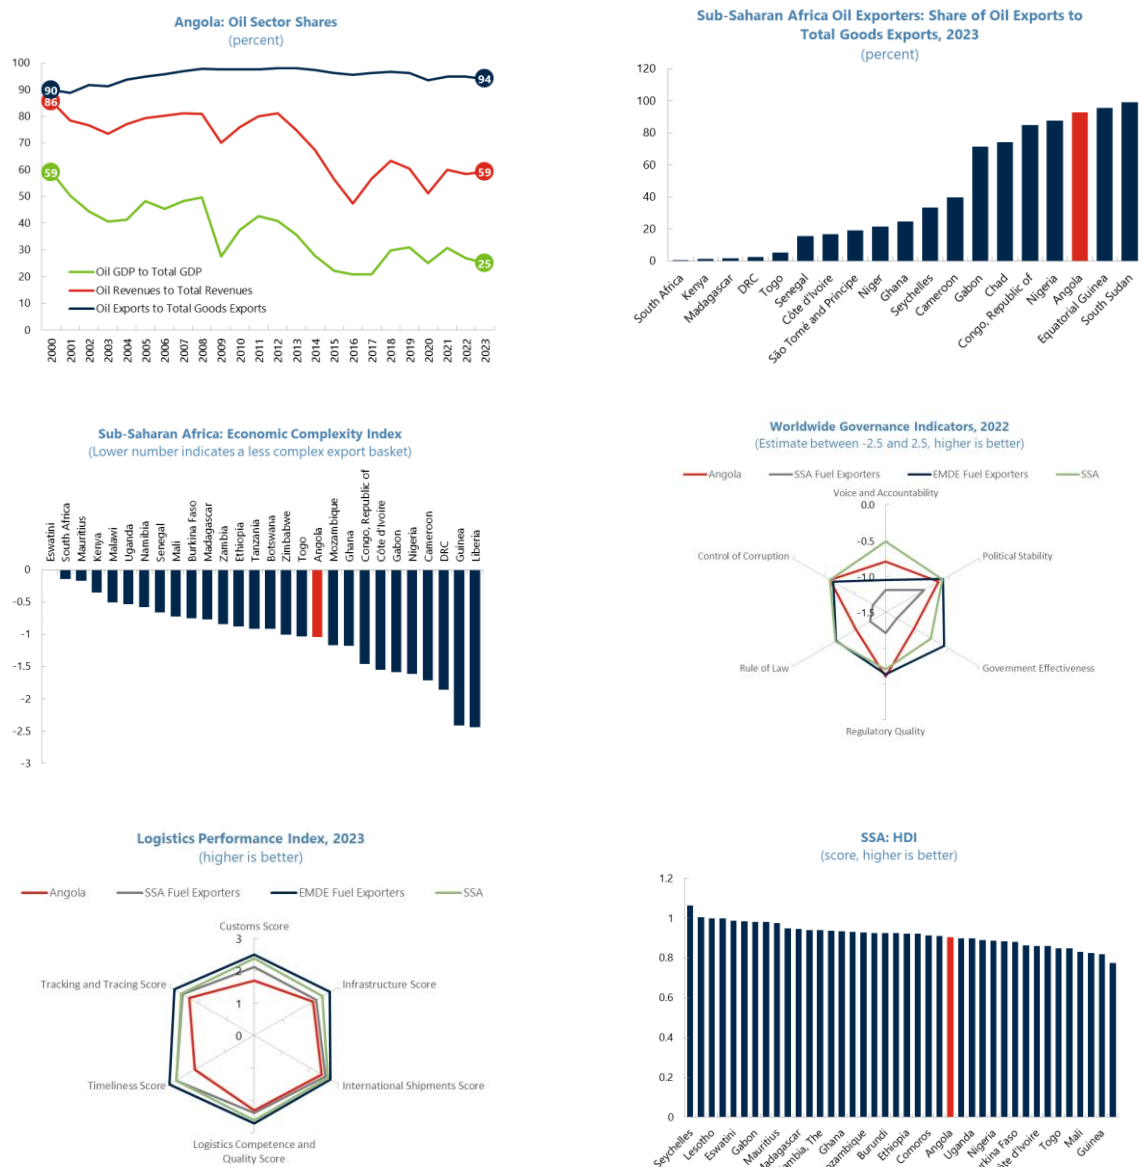 Angola: Oil Sector Shares
(percent)
100
90
80
70
60
50
40
30
20
10
0
90
86
59
94
59
25
Oil GDP to Total GDP
Oil Revenues to Total Revenues
Oil Exports to Total Goods Exports
2000 2001 2002 2003 2004 2005 2006 2007 2008 2009 2010 2011 2012 2013 2014 2015 2016 2017 2018 2019 2020 2021 2022 2023
Sub-Saharan Africa Oil Exporters: Share of Oil Exports to
Total Goods Exports, 2023
(percent)
120
100
80
60
40
20
0
South Africa
Kenya
Madagascar
DRC
Togo
Senegal
Côte d'Ivoire
São Tomé and Príncipe
Niger
Ghana
Seychelles
Cameroon
Gabon
Chad
Congo, Republic of
Nigeria
Angola
Equatorial Guinea
South Sudan
Sub-Saharan Africa: Economic Complexity Index
(Lower number indicates a less complex export basket)
Eswatini
South Africa
Mauritius
Kenya
Malawi
Uganda
Namibia
Senegal
Mali
Burkina Faso
Madagascar
Zambia
Ethiopia
Tanzania
Botswana
Zimbabwe
Togo
Angola
Mozambique
Ghana
Congo, Republic of
Côte d'Ivoire
Gabon
Nigeria
Cameroon
DRC
Guinea
Liberia
0
-0.5
-1
-1.5
-2
-2.5
-3
Worldwide Governance Indicators, 2022
(Estimate between -2.5 and 2.5, higher is better)
Angola SSA Fuel Exporters EMDE Fuel Exporters SSA
Voice and Accountability
0.0
-0.5
-1.0
-1.5
Control of Corruption
Political Stability
Rule of Law
Government Effectiveness
Regulatory Quality
Logistics Performance Index, 2023
(higher is better)
Angola SSA Fuel Exporters EMDE Fuel Exporters SSA
Customs Score
3
2
1
0
Tracking and Tracing Score
Infrastructure Score
Timeliness Score
International Shipments Score
Logistics Competence and
Quality Score
SSA: HDI
(score, higher is better)
1.2
1
0.8
0.6
0.4
0.2
0
Seychelles
Lesotho
Eswatini
Gabon
Mauritius
Madagascar
ambia, The
Ghana
ozambique
Burundi
Ethiopia
Comoros
Angola
Uganda
Nigeria
urkina Faso
ôte d'Ivoire
Togo
Mali
Guinea